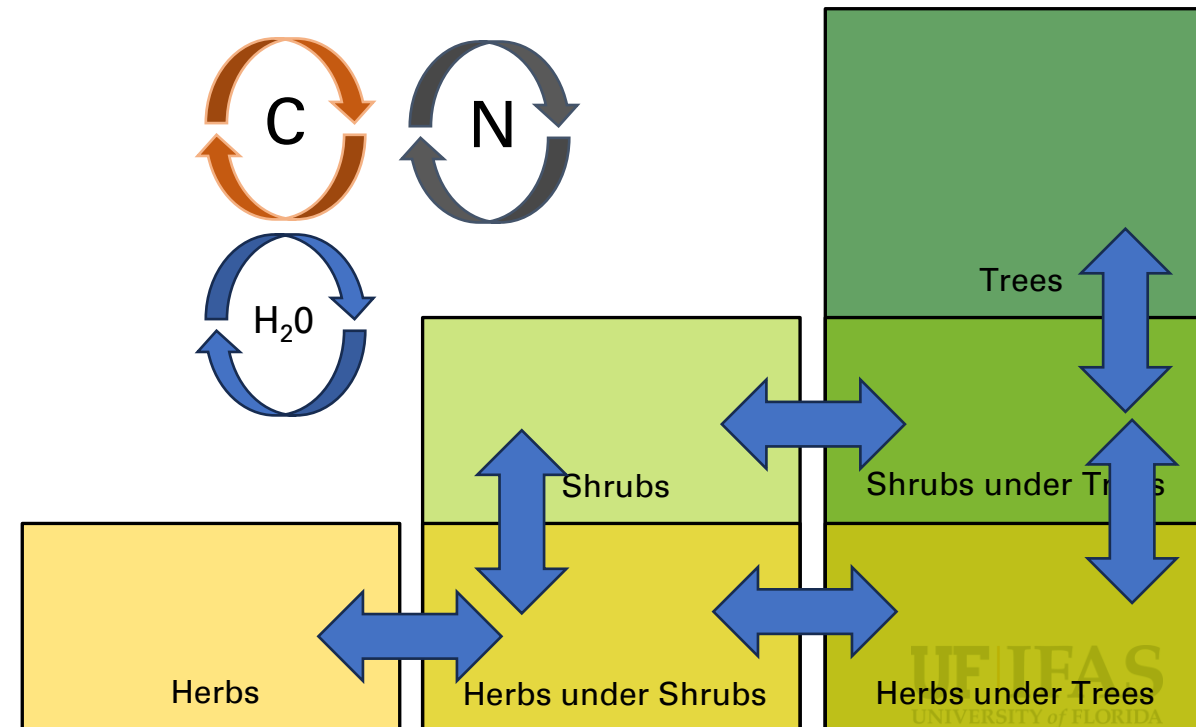 C
N
H₂0
Trees
Shrubs
Shrubs under Trees
Herbs
Herbs under Shrubs
Herbs under Trees
UF|IFAS
UNIVERSITY of FLORIDA